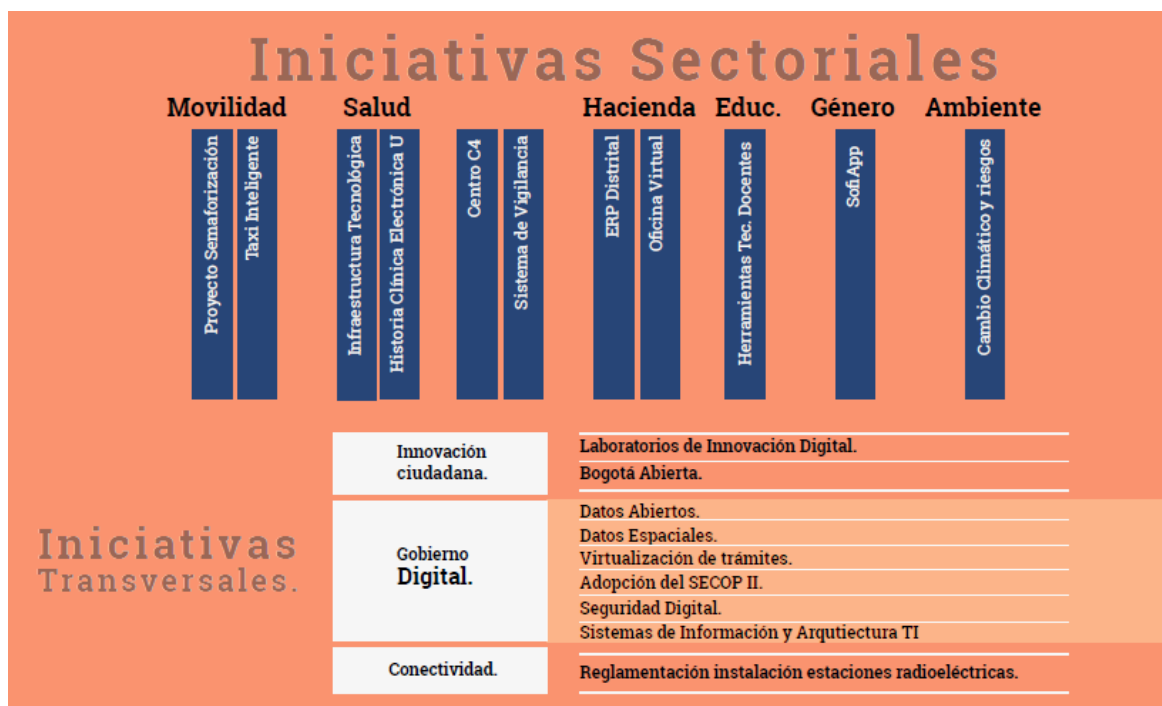 Iniciativas Sectoriales
Movilidad
Salud
Hacienda
Educ.
Género
Ambiente
Proyecto Semaforización
Taxi Inteligente
Infraestructura Tecnológica
Historia Clínica Electrónica U
Centro C4
Sistema de Vigilancia
ERP Distrital
Oficina Virtual
Herramientas Tec. Docentes
Sofi App
Cambio Climático y riesgos
Iniciativas
Transversales.
Innovación
ciudadana.
Laboratorios de Innovación Digital.
Bogotá Abierta.
Gobierno
Digital.
Datos Abiertos.
Datos Espaciales.
Virtualización de trámites.
Adopción del SECOP II.
Seguridad Digital.
Sistemas de Información y Arqutiectura TI
Conectividad.
Reglamentación instalación estaciones radioeléctricas.